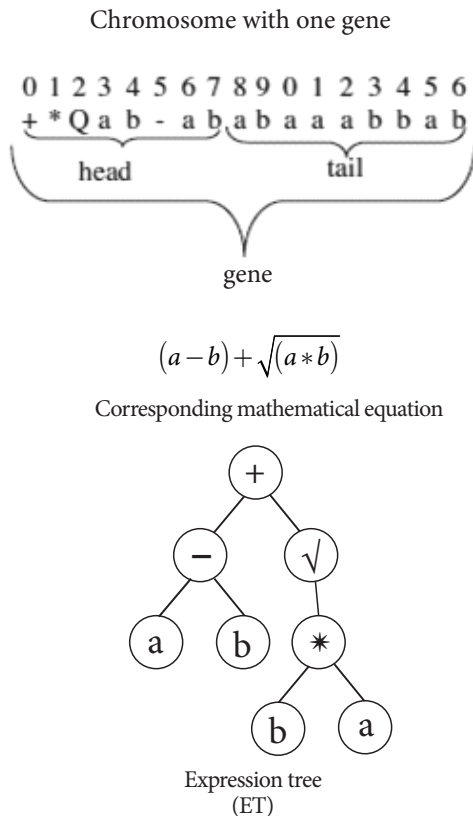 Chromosome with one gene
0 1 2 3 4 5 6 7 8 9 0 1 2 3 4 5 6
+ * Q a b - a b a b a a a b b a b
head tail
gene
(a − b) + √(a * b)
Corresponding mathematical equation
+
− √
a b *
b a
Expression tree
(ET)